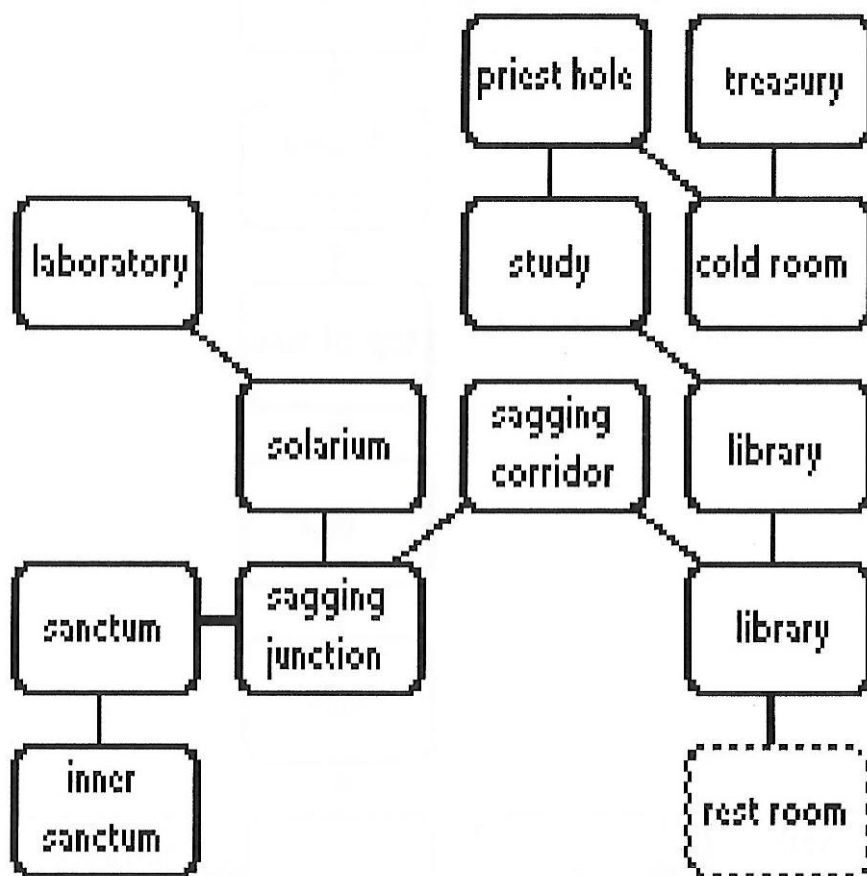 priest hole
treasury
laboratory
study
cold room
solarium
sagging
corridor
library
sanctum
sagging
junction
library
inner
sanctum
rest room